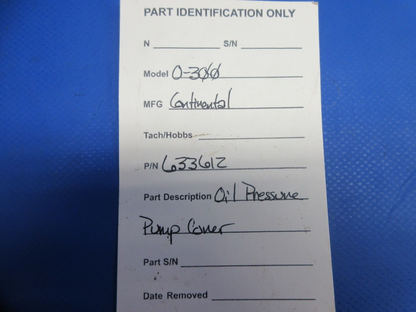 PART IDENTIFICATION ONLY
N S/N
Model O-300
MFG Continental
Tach/Hobbs:
P/N 633612
Part Description Oil Pressure
Pump Cover
Part S/N
Date Removed